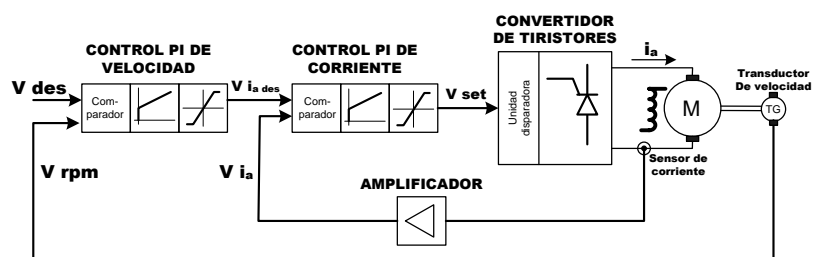 CONTROL PI DE
VELOCIDAD
CONTROL PI DE
CORRIENTE
CONVERTIDOR
DE TIRISTORES
ia
Transductor
De velocidad
V des
Com-
parador
V ia des
Com-
parador
V set
Unidad
disparadora
M
TG
V rpm
V ia
Sensor de
corriente
AMPLIFICADOR